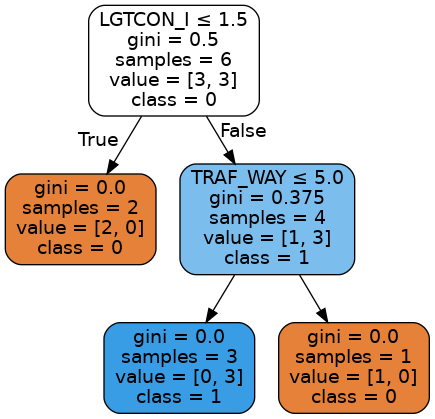 LGTCON_I ≤ 1.5
gini = 0.5
samples = 6
value = [3, 3]
class = 0
True
False
gini = 0.0
samples = 2
value = [2, 0]
class = 0
TRAF_WAY ≤ 5.0
gini = 0.375
samples = 4
value = [1, 3]
class = 1
gini = 0.0
samples = 3
value = [0, 3]
class = 1
gini = 0.0
samples = 1
value = [1, 0]
class = 0